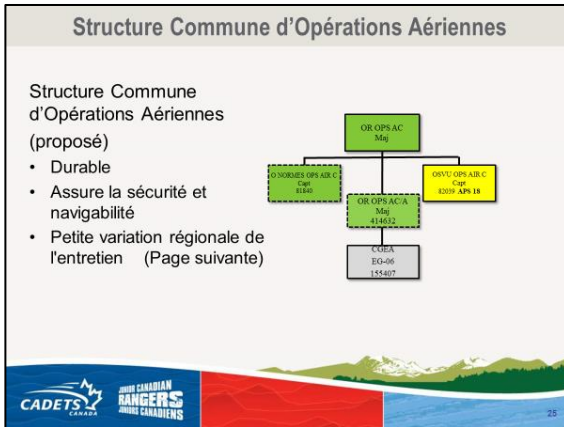 Structure Commune d'Opérations Aériennes
Structure Commune
d'Opérations Aériennes
(proposé)
• Durable
• Assure la sécurité et
navigabilité
• Petite variation régionale de
l'entretien (Page suivante)
OR OPS AC
Maj
O NORMES OPS AIR C
Capt
81840
OR OPS AC/A
Maj
414632
OSVU OPS AIR C
Capt
82039 APS 18
CGEA
EG-06
155407
CADETS
CANADA
JUNIOR CANADIAN
RANGERS
JUNIORS CANADIENS
25